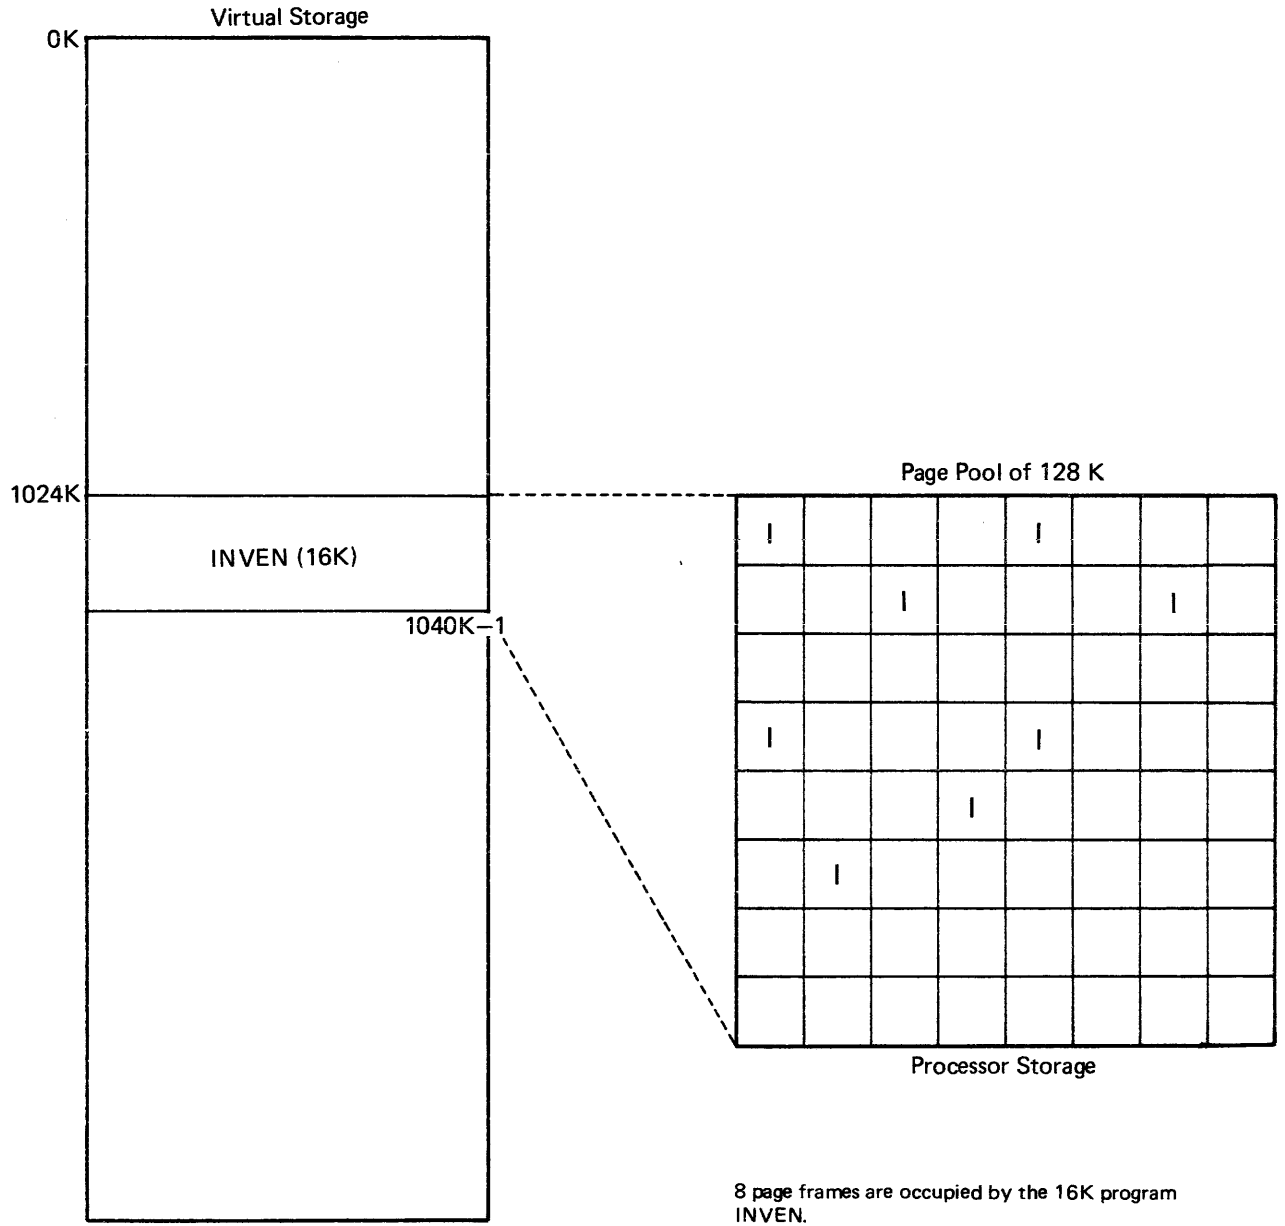 Virtual Storage
0K
1024K
Page Pool of 128 K
I I
INVEN (16K)
I I
1040K–1
I I
I
I
Processor Storage
8 page frames are occupied by the 16K program
INVEN.